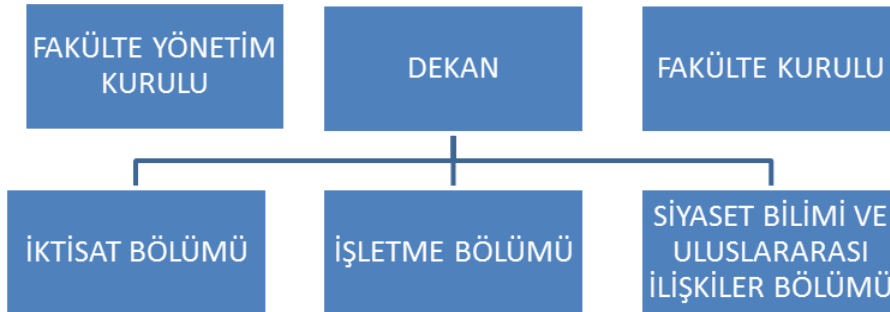 FAKÜLTE YÖNETİM
KURULU
DEKAN
FAKÜLTE KURULU
İKTİSAT BÖLÜMÜ
İŞLETME BÖLÜMÜ
SİYASET BİLİMİ VE
ULUSLARARASI
İLİŞKİLER BÖLÜMÜ